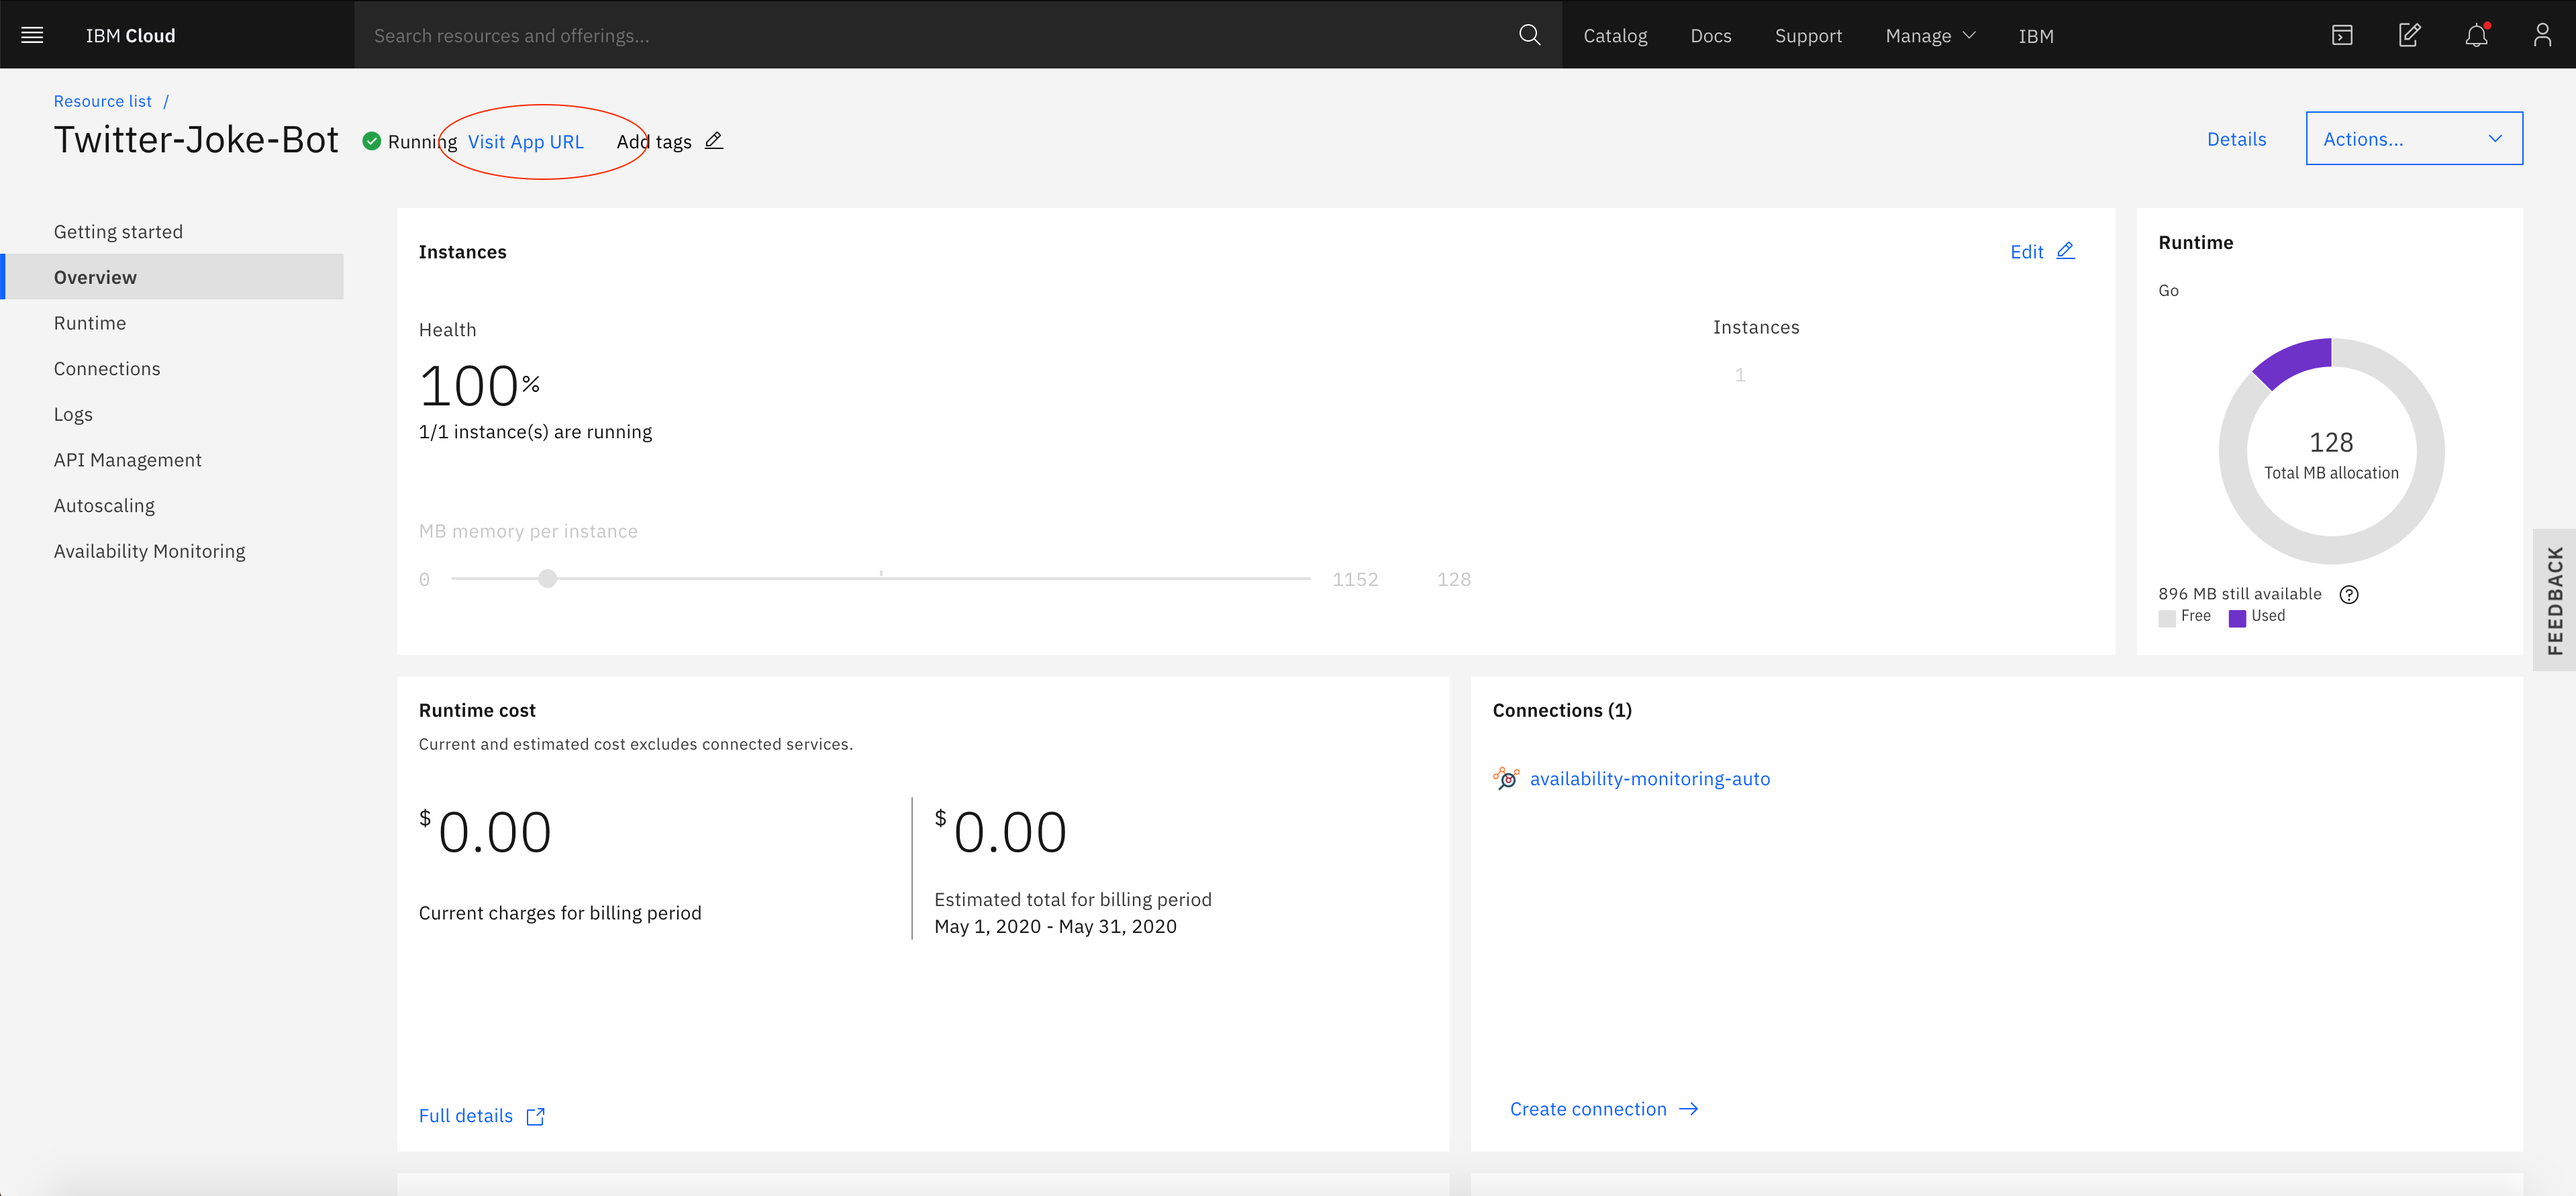 IBM Cloud
Search resources and offerings...
Catalog
Docs
Support
Manage
IBM
Resource list /
Twitter-Joke-Bot
Running
Visit App URL
Add tags
Details
Actions...
Getting started
Overview
Runtime
Connections
Logs
API Management
Autoscaling
Availability Monitoring
Instances
Edit
Health
100%
1/1 instance(s) are running
Instances
1
MB memory per instance
0
1152
128
Runtime
Go
128
Total MB allocation
896 MB still available
Free
Used
FEEDBACK
Runtime cost
Current and estimated cost excludes connected services.
$0.00
Current charges for billing period
$0.00
Estimated total for billing period
May 1, 2020 - May 31, 2020
Full details
Connections (1)
availability-monitoring-auto
Create connection